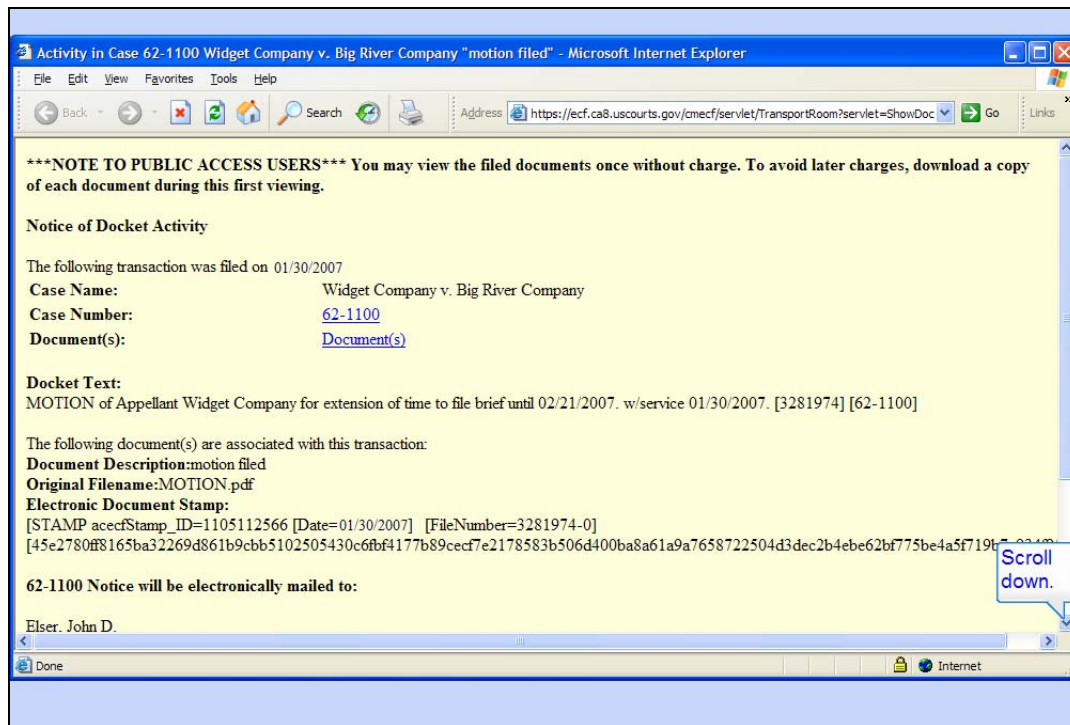 Activity in Case 62-1100 Widget Company v. Big River Company "motion filed" - Microsoft Internet Explorer
File Edit View Favorites Tools Help
Back Search Address https://ecf.ca8.uscourts.gov/cmecf/servlet/TransportRoom?servlet=ShowDoc Go Links »
***NOTE TO PUBLIC ACCESS USERS*** You may view the filed documents once without charge. To avoid later charges, download a copy
of each document during this first viewing.
Notice of Docket Activity
The following transaction was filed on 01/30/2007
Case Name: Widget Company v. Big River Company
Case Number: 62-1100
Document(s): Document(s)
Docket Text:
MOTION of Appellant Widget Company for extension of time to file brief until 02/21/2007. w/service 01/30/2007. [3281974] [62-1100]
The following document(s) are associated with this transaction:
Document Description:motion filed
Original Filename:MOTION.pdf
Electronic Document Stamp:
[STAMP acecfStamp_ID=1105112566 [Date=01/30/2007] [FileNumber=3281974-0]
[45e2780ff8165ba32269d861b9cbb5102505430c6fbf4177b89cecf7e2178583b506d400ba8a61a9a7658722504d3dec2b4ebe62bf775be4a5f719b7
Scroll
down.
62-1100 Notice will be electronically mailed to:
Elser, John D.
Done Internet